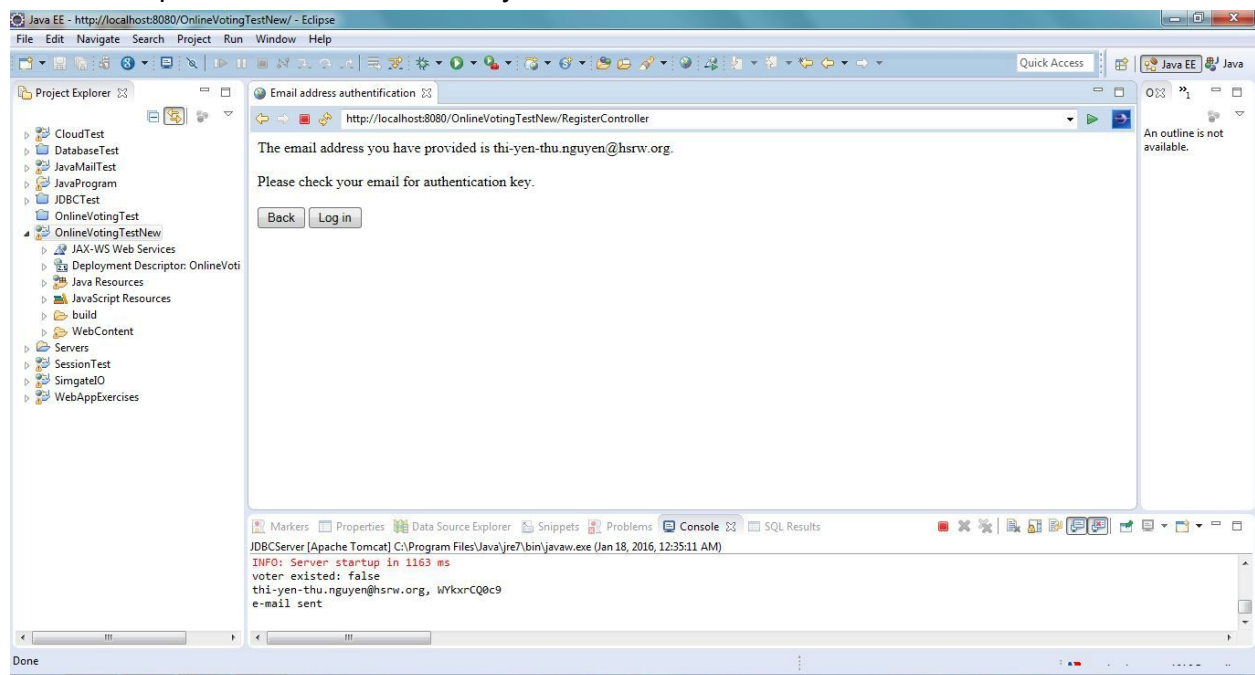 Java EE - http://localhost:8080/OnlineVotingTestNew/ - Eclipse
File Edit Navigate Search Project Run Window Help
Quick Access Java EE Java
Project Explorer
CloudTest
DatabaseTest
JavaMailTest
JavaProgram
JDBCTest
OnlineVotingTest
OnlineVotingTestNew
JAX-WS Web Services
Deployment Descriptor: OnlineVoti
Java Resources
JavaScript Resources
build
WebContent
Servers
SessionTest
SimgateIO
WebAppExercises
Email address authentification
http://localhost:8080/OnlineVotingTestNew/RegisterController
The email address you have provided is thi-yen-thu.nguyen@hsrw.org.
Please check your email for authentication key.
Back Log in
An outline is not
available.
Markers Properties Data Source Explorer Snippets Problems Console SQL Results
JDBCServer [Apache Tomcat] C:\Program Files\Java\jre7\bin\javaw.exe (Jan 18, 2016, 12:35:11 AM)
INFO: Server startup in 1163 ms
voter existed: false
thi-yen-thu.nguyen@hsrw.org, WYkxrCQ0c9
e-mail sent
Done